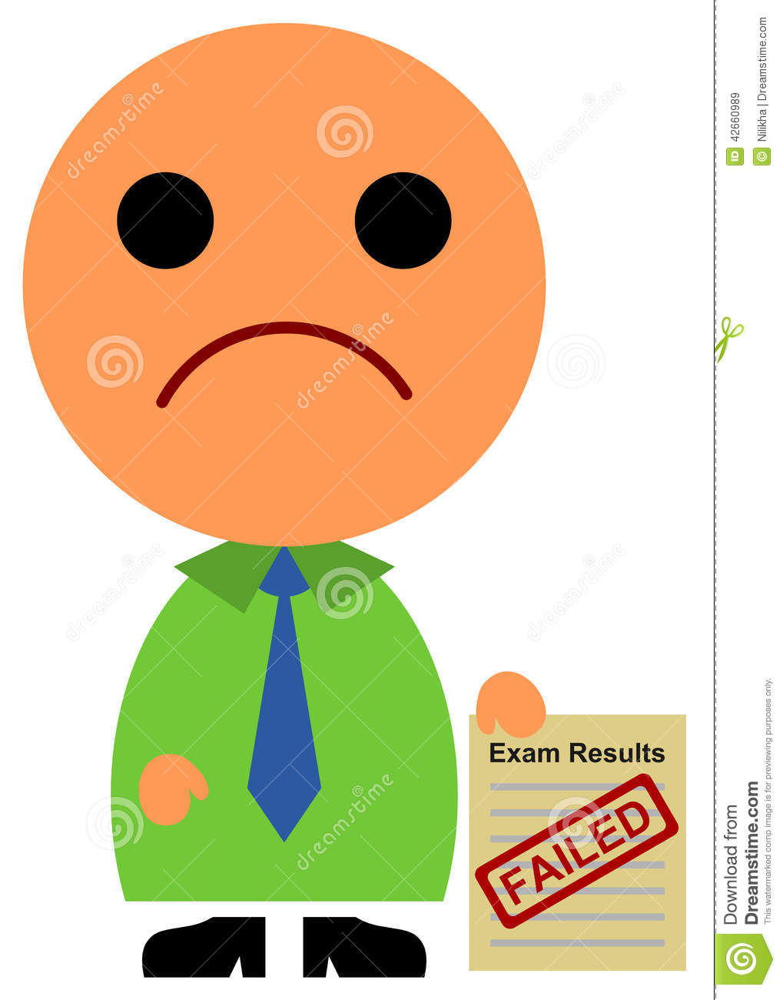 Exam Results
FAILED
dreamstime
dreamstime
dreamstime
dreamstime
dreamstime
dreamstime
42660989
Nilikha | Dreamstime.com
ID
©
Download from
Dreamstime.com
This watermarked comp image is for previewing purposes only.